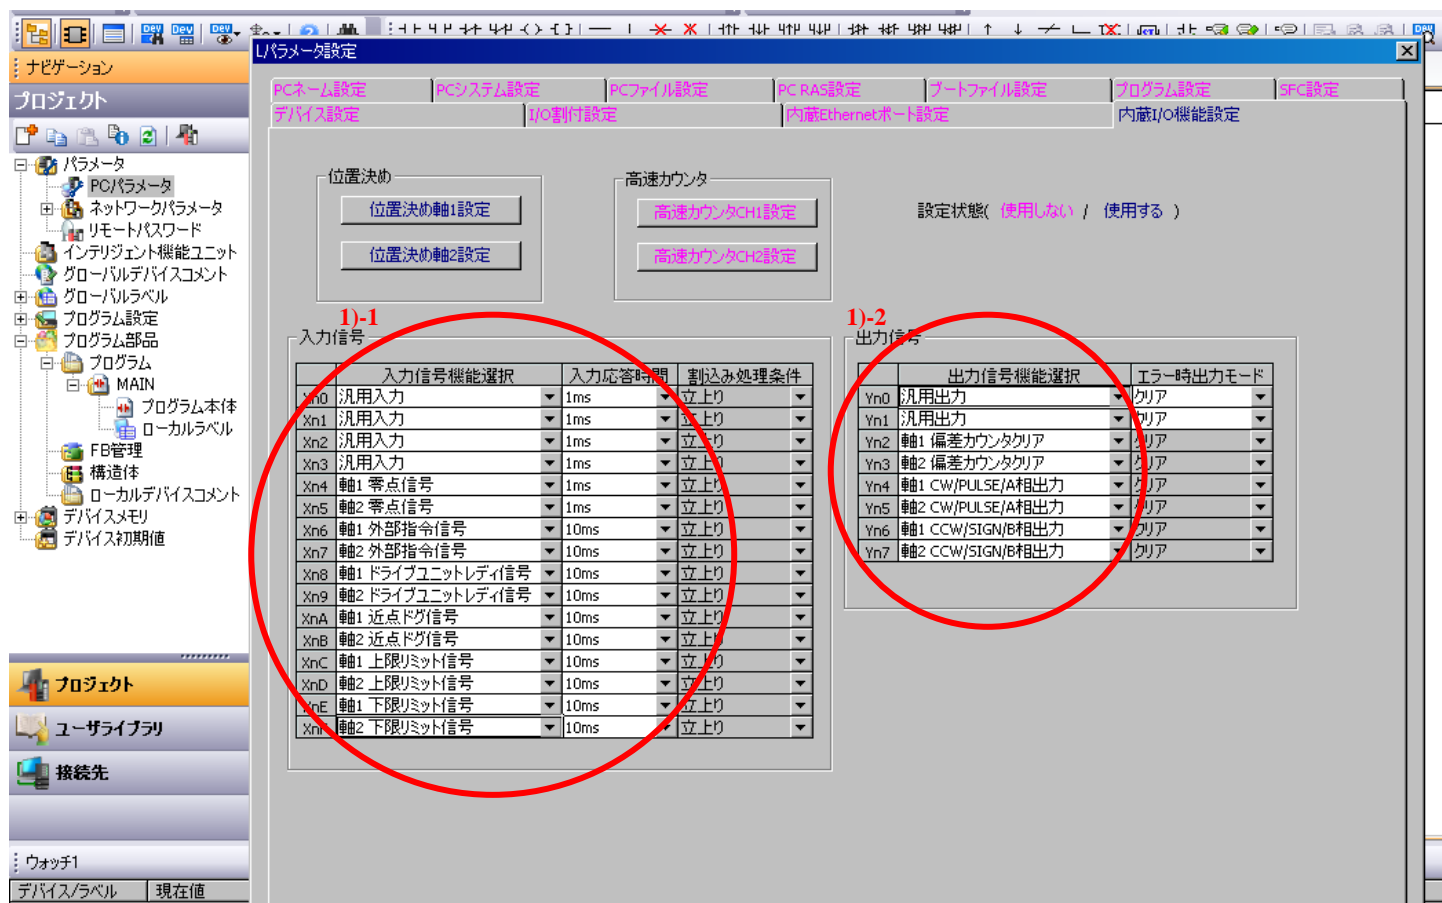 Lパラメータ設定
ナビゲーション
プロジェクト
パラメータ
PCパラメータ
ネットワークパラメータ
リモートパスワード
インテリジェント機能ユニット
グローバルデバイスコメント
グローバルラベル
プログラム設定
プログラム部品
プログラム
MAIN
プログラム本体
ローカルラベル
FB管理
構造体
ローカルデバイスコメント
デバイスメモリ
デバイス初期値
プロジェクト
ユーザライブラリ
接続先
ウォッチ1
デバイス/ラベル 現在値
PCネーム設定 PCシステム設定 PCファイル設定 PC RAS設定 ブートファイル設定 プログラム設定 SFC設定
デバイス設定 I/O割付設定 内蔵Ethernetポート設定 内蔵I/O機能設定
位置決め
位置決め軸1設定
位置決め軸2設定
高速カウンタ
高速カウンタCH1設定
高速カウンタCH2設定
設定状態( 使用しない / 使用する )
1)-1
入力信号
入力信号機能選択 入力応答時間 割込み処理条件
Xn0 汎用入力 1ms 立上り
Xn1 汎用入力 1ms 立上り
Xn2 汎用入力 1ms 立上り
Xn3 汎用入力 1ms 立上り
Xn4 軸1 零点信号 1ms 立上り
Xn5 軸2 零点信号 1ms 立上り
Xn6 軸1 外部指令信号 10ms 立上り
Xn7 軸2 外部指令信号 10ms 立上り
Xn8 軸1 ドライブユニットレディ信号 10ms 立上り
Xn9 軸2 ドライブユニットレディ信号 10ms 立上り
XnA 軸1 近点ドグ信号 10ms 立上り
XnB 軸2 近点ドグ信号 10ms 立上り
XnC 軸1 上限リミット信号 10ms 立上り
XnD 軸2 上限リミット信号 10ms 立上り
XnE 軸1 下限リミット信号 10ms 立上り
XnF 軸2 下限リミット信号 10ms 立上り
1)-2
出力信号
出力信号機能選択 エラー時出力モード
Yn0 汎用出力 クリア
Yn1 汎用出力 クリア
Yn2 軸1 偏差カウンタクリア クリア
Yn3 軸2 偏差カウンタクリア クリア
Yn4 軸1 CW/PULSE/A相出力 クリア
Yn5 軸2 CW/PULSE/A相出力 クリア
Yn6 軸1 CCW/SIGN/B相出力 クリア
Yn7 軸2 CCW/SIGN/B相出力 クリア